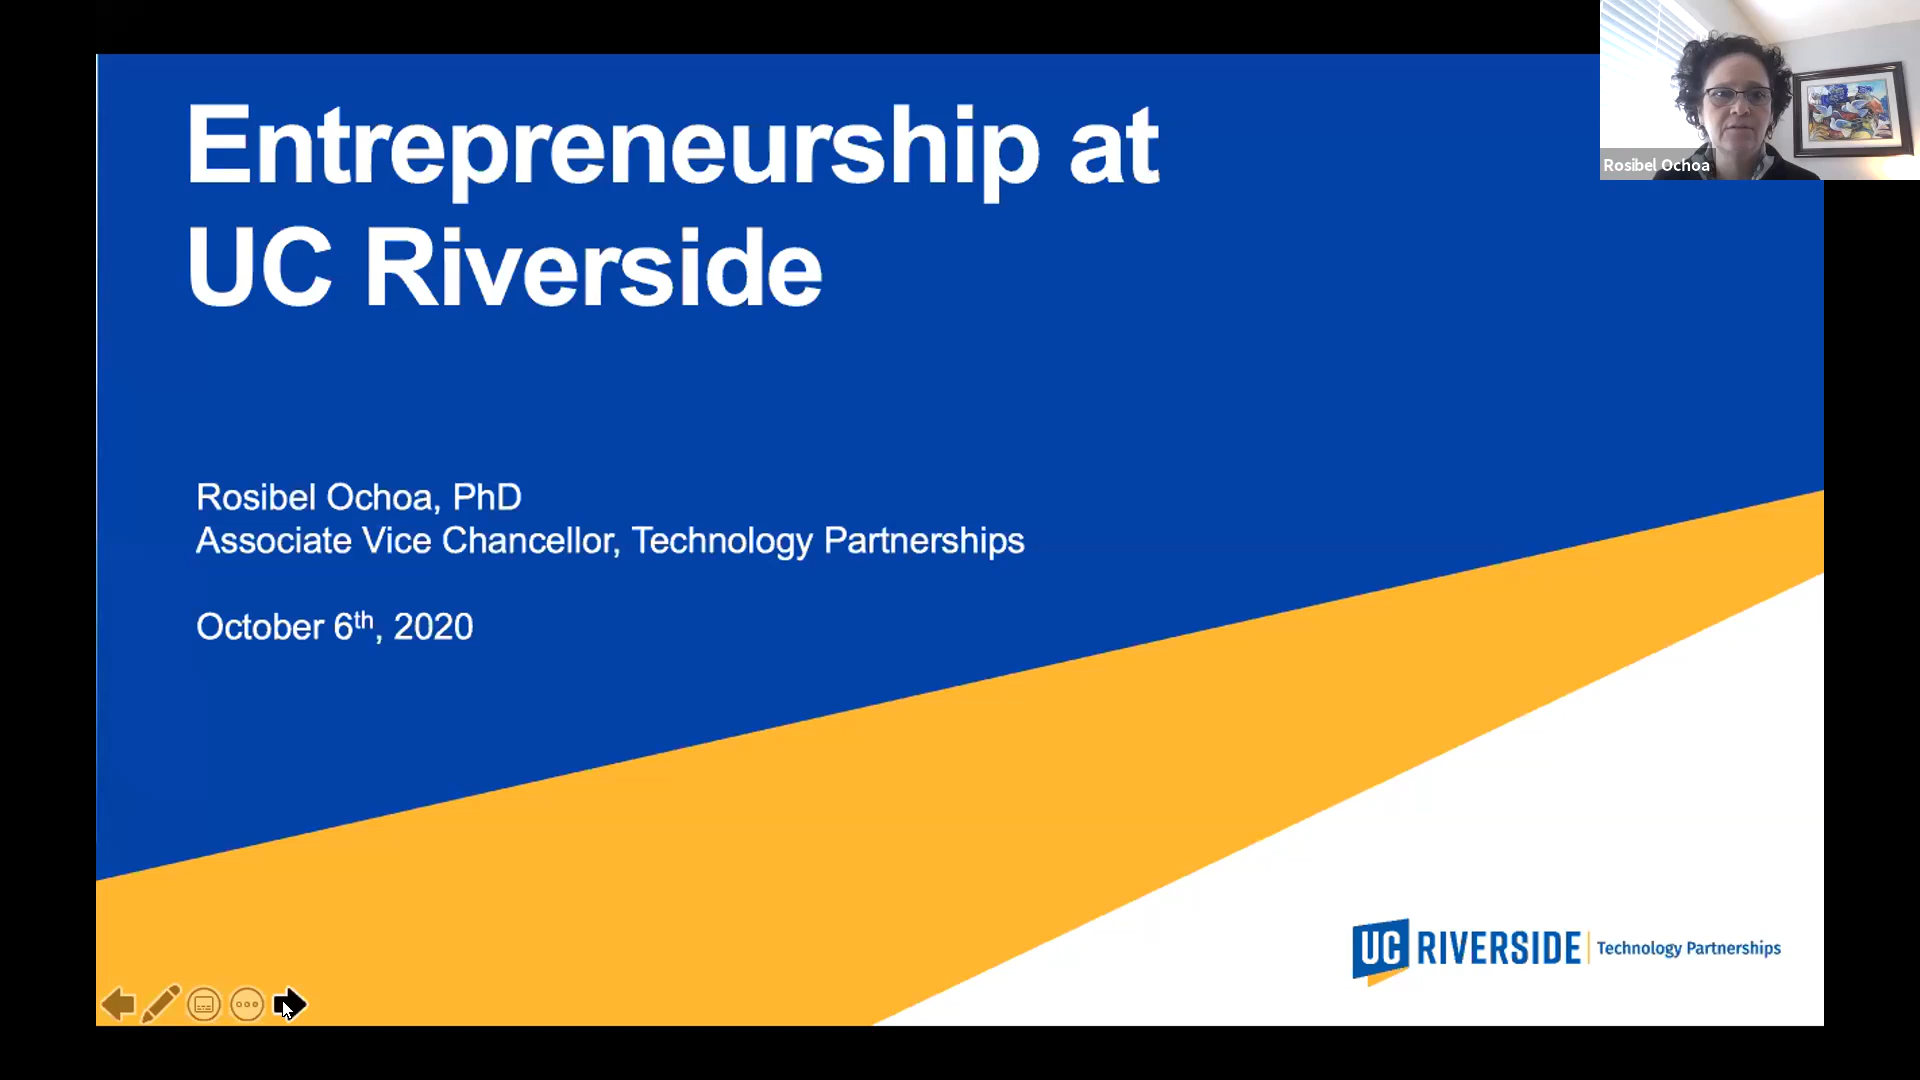 Entrepreneurship at
UC Riverside
Rosibel Ochoa, PhD
Associate Vice Chancellor, Technology Partnerships
October 6th, 2020
UC RIVERSIDE | Technology Partnerships
Rosibel Ochoa